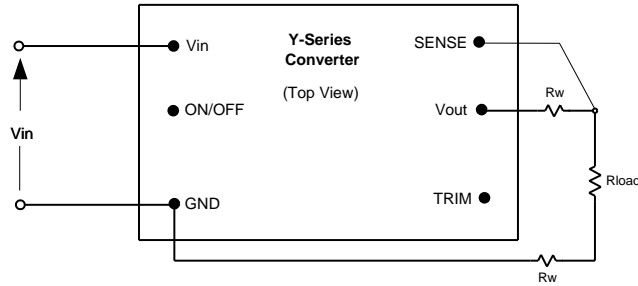 Y-Series
Converter
(Top View)
Vin
ON/OFF
GND
SENSE
Vout
TRIM
Vin
Rw
Rload
Rw